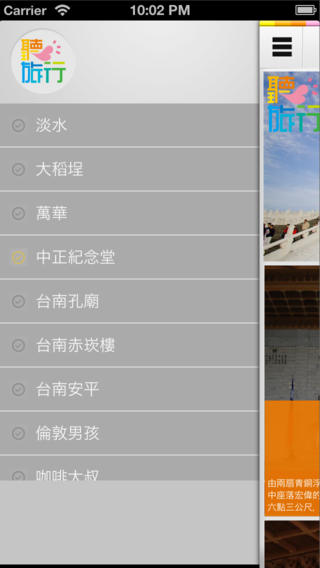 Carrier 10:02 PM
聽
旅行
淡水
大稻埕
萬華
中正紀念堂
台南孔廟
台南赤崁樓
台南安平
倫敦男孩
咖啡大叔
聽
旅行
由兩扇青銅浮
中座落宏偉的
六點三公尺,